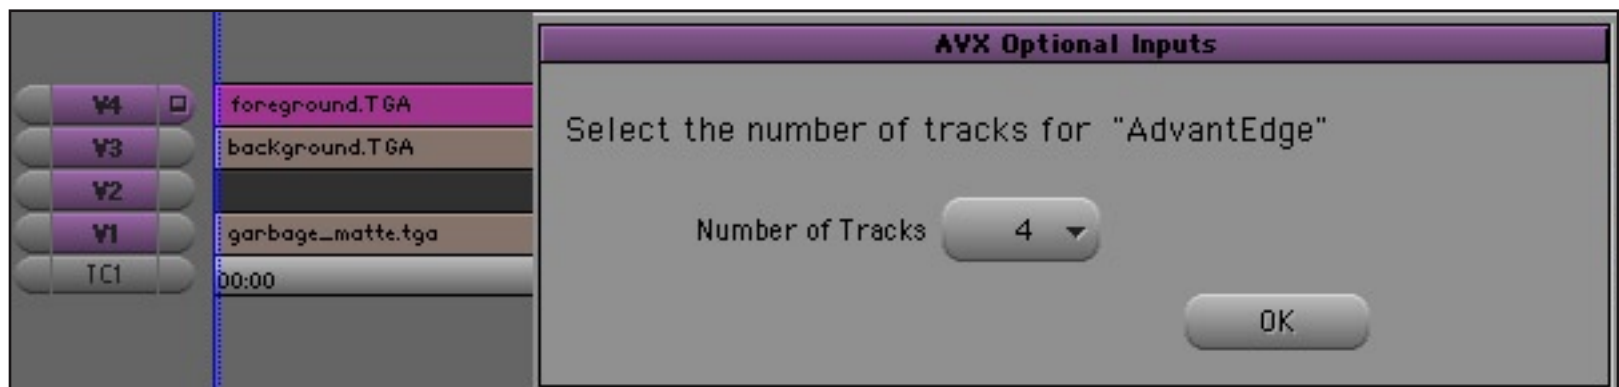 AVX Optional Inputs
V4 foreground.TGA
V3 background.TGA
V2
V1 garbage_matte.tga
TC1 00:00
Select the number of tracks for "AdvantEdge"
Number of Tracks 4
OK